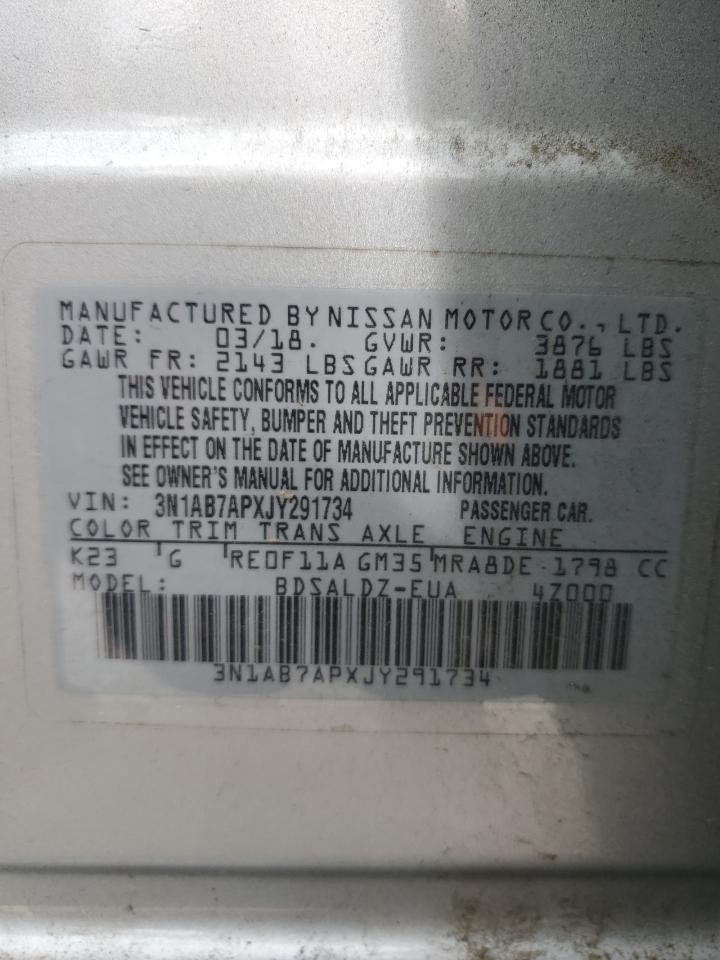 MANUFACTURED BY NISSAN MOTOR CO., LTD.
DATE: 03/18. GVWR: 3876 LBS
GAWR FR: 2143 LBS GAWR RR: 1881 LBS
THIS VEHICLE CONFORMS TO ALL APPLICABLE FEDERAL MOTOR
VEHICLE SAFETY, BUMPER AND THEFT PREVENTION STANDARDS
IN EFFECT ON THE DATE OF MANUFACTURE SHOWN ABOVE.
SEE OWNER'S MANUAL FOR ADDITIONAL INFORMATION.
VIN: 3N1AB7APXJY291734 PASSENGER CAR.
COLOR TRIM TRANS AXLE ENGINE
K23 G RE0F11A GM35 MRA8DE 1798 CC
MODEL: BDSALDZ-EUA 47000
3N1AB7APXJY291734